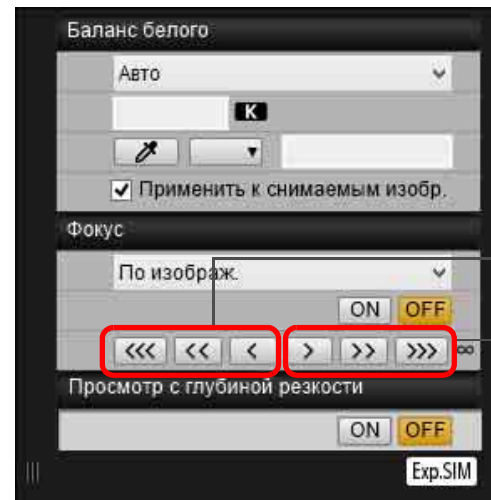 Баланс белого
Авто
K
Применить к снимаемым изобр.
Фокус
По изображ.
ON OFF
<<< << < > >> >>> ∞
Просмотр с глубиной резкости
ON OFF
Exp.SIM